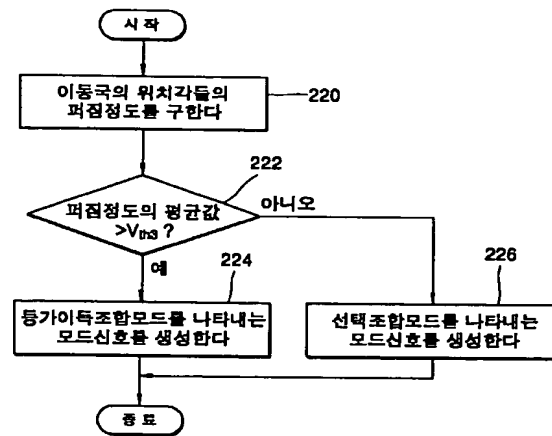 시 작
이동국의 위치각들의
퍼짐정도를 구한다
220
222
퍼짐정도의 평균값
>Vth3 ?
아니오
예
224
226
등가이득조합모드를 나타내는
모드신호를 생성한다
선택조합모드를 나타내는
모드신호를 생성한다
종 료